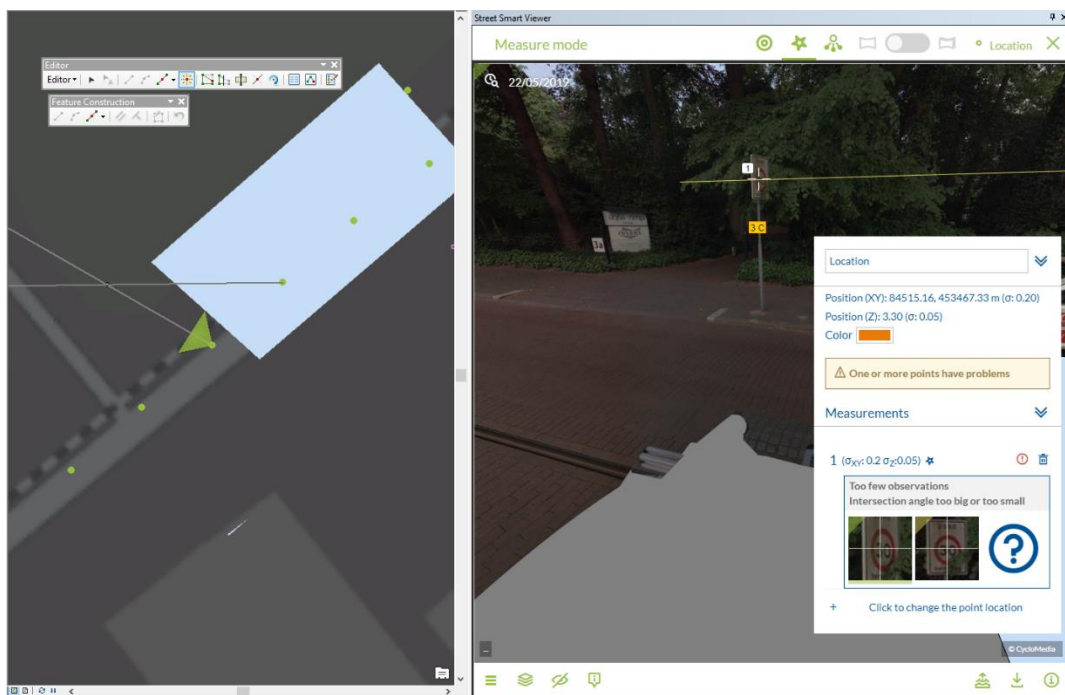 Editor
Editor
Feature Construction
Street Smart Viewer
Measure mode
Location
22/05/2019
1
3a
3 C
Location
Position (XY): 84515.16, 453467.33 m (σ: 0.20)
Position (Z): 3.30 (σ: 0.05)
Color
One or more points have problems
Measurements
1 (σXY: 0.2 σZ:0.05)
Too few observations
Intersection angle too big or too small
30
30
+ Click to change the point location
© CycloMedia